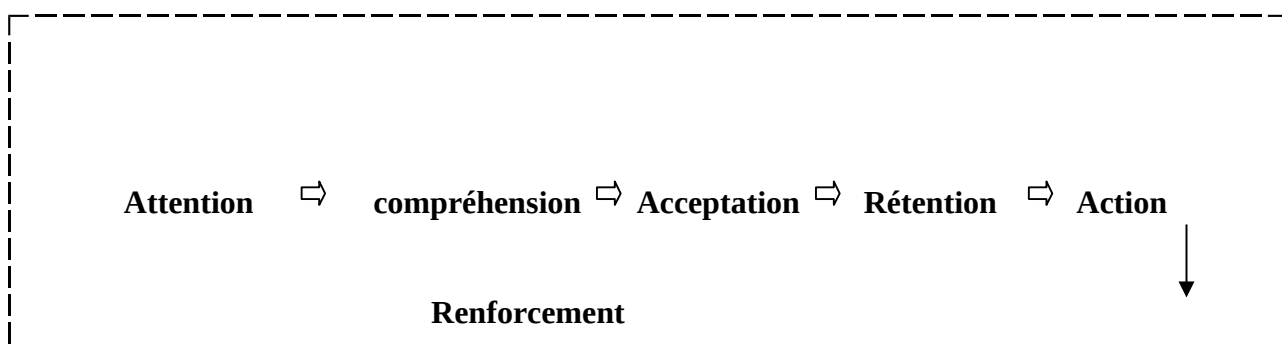 Attention ⇨ compréhension ⇨ Acceptation ⇨ Rétention ⇨ Action
Renforcement